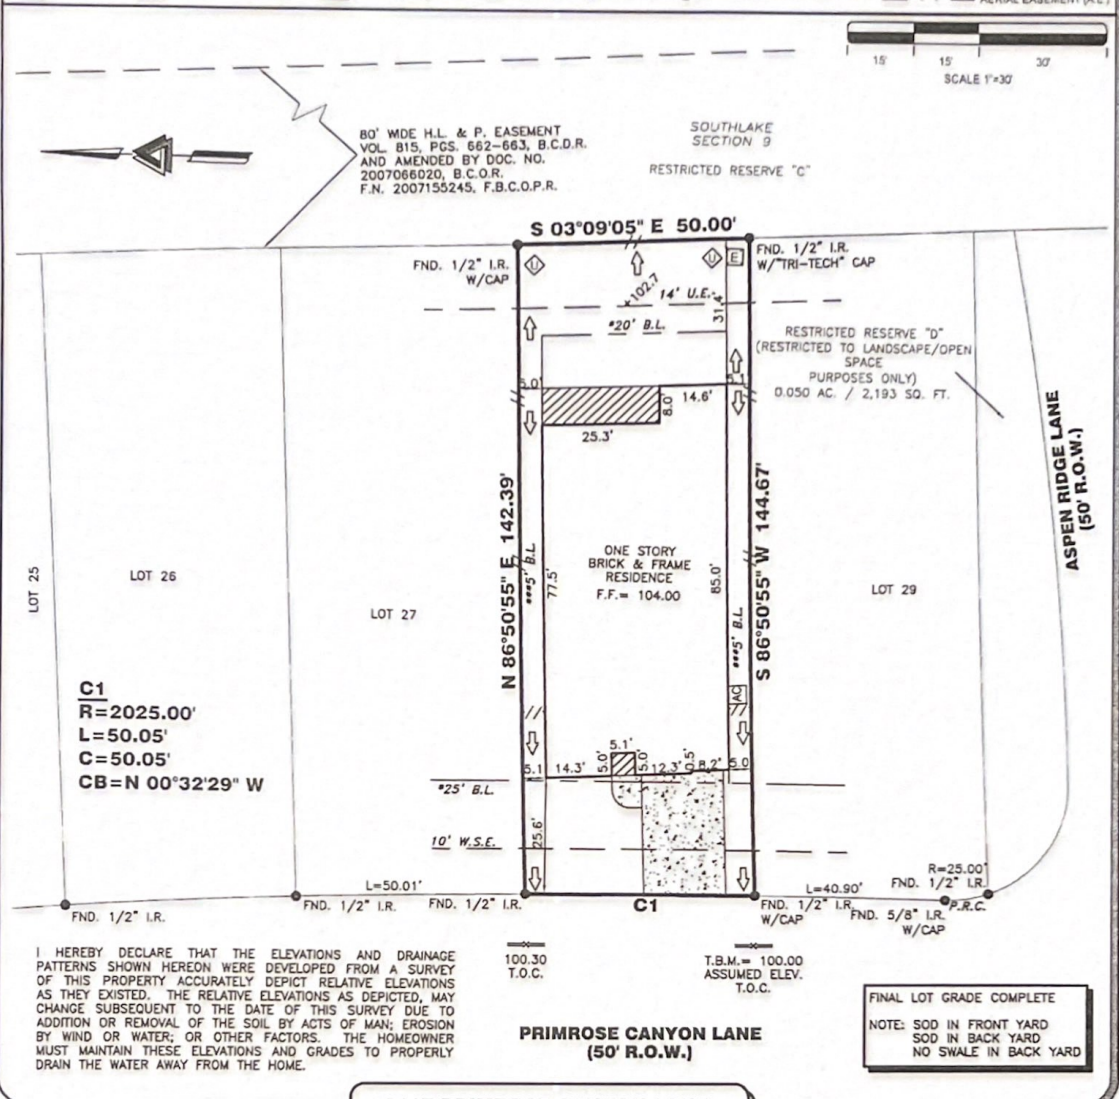 AERIAL EASEMENT (A.E.)
15' 15' 30'
SCALE 1"=30'
80' WIDE H.L. & P. EASEMENT
VOL. 815, PGS. 662-663, B.C.D.R.
AND AMENDED BY DOC. NO.
2007066020, B.C.O.R.
F.N. 2007155245, F.B.C.O.P.R.
SOUTHLAKE
SECTION 9
RESTRICTED RESERVE "C"
S 03°09'05" E 50.00'
FND. 1/2" I.R.
W/CAP
U
U
E
FND. 1/2" I.R.
W/"TRI-TECH" CAP
102.7
14' U.E.
31.4
*20' B.L.
RESTRICTED RESERVE "D"
(RESTRICTED TO LANDSCAPE/OPEN
SPACE
PURPOSES ONLY)
0.050 AC. / 2,193 SQ. FT.
5.0'
5.1
14.6'
8.0'
25.3'
ASPEN RIDGE LANE
(50' R.O.W.)
N 86°50'55" E 142.39'
***5' B.L.
77.5'
ONE STORY
BRICK & FRAME
RESIDENCE
F.F.= 104.00
85.0'
***5' B.L.
S 86°50'55" W 144.67'
LOT 25
LOT 26
LOT 27
LOT 29
C1
R=2025.00'
L=50.05'
C=50.05'
CB=N 00°32'29" W
AC
5.1'
5.0'
5.0'
5.1
14.3'
12.3'
0.5'
8.2'
5.0
*25' B.L.
25.6'
10' W.S.E.
L=50.01'
L=40.90'
R=25.00'
FND. 1/2" I.R.
P.R.C.
FND. 1/2" I.R.
FND. 1/2" I.R.
FND. 1/2" I.R.
C1
FND. 1/2" I.R.
W/CAP
FND. 5/8" I.R.
W/CAP
100.30
T.O.C.
T.B.M.= 100.00
ASSUMED ELEV.
T.O.C.
I HEREBY DECLARE THAT THE ELEVATIONS AND DRAINAGE
PATTERNS SHOWN HEREON WERE DEVELOPED FROM A SURVEY
OF THIS PROPERTY ACCURATELY DEPICT RELATIVE ELEVATIONS
AS THEY EXISTED. THE RELATIVE ELEVATIONS AS DEPICTED, MAY
CHANGE SUBSEQUENT TO THE DATE OF THIS SURVEY DUE TO
ADDITION OR REMOVAL OF THE SOIL BY ACTS OF MAN; EROSION
BY WIND OR WATER; OR OTHER FACTORS. THE HOMEOWNER
MUST MAINTAIN THESE ELEVATIONS AND GRADES TO PROPERLY
DRAIN THE WATER AWAY FROM THE HOME.
PRIMROSE CANYON LANE
(50' R.O.W.)
FINAL LOT GRADE COMPLETE
NOTE: SOD IN FRONT YARD
SOD IN BACK YARD
NO SWALE IN BACK YARD